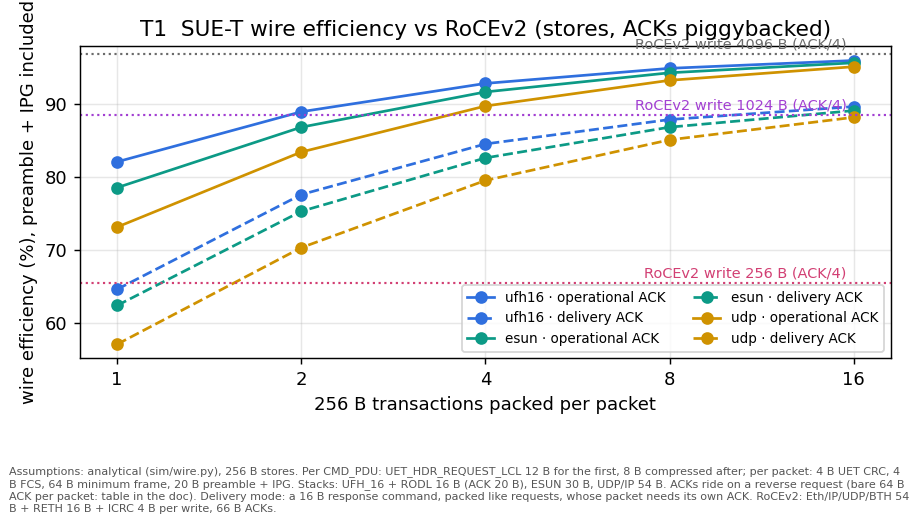 T1 SUE-T wire efficiency vs RoCEv2 (stores, ACKs piggybacked)
wire efficiency (%), preamble + IPG included
RoCEv2 write 4096 B (ACK/4)
RoCEv2 write 1024 B (ACK/4)
RoCEv2 write 256 B (ACK/4)
90
80
70
60
ufh16 · operational ACK
ufh16 · delivery ACK
esun · operational ACK
esun · delivery ACK
udp · operational ACK
udp · delivery ACK
1 2 4 8 16
256 B transactions packed per packet
Assumptions: analytical (sim/wire.py), 256 B stores. Per CMD_PDU: UET_HDR_REQUEST_LCL 12 B for the first, 8 B compressed after; per packet: 4 B UET CRC, 4
B FCS, 64 B minimum frame, 20 B preamble + IPG. Stacks: UFH_16 + RODL 16 B (ACK 20 B), ESUN 30 B, UDP/IP 54 B. ACKs ride on a reverse request (bare 64 B
ACK per packet: table in the doc). Delivery mode: a 16 B response command, packed like requests, whose packet needs its own ACK. RoCEv2: Eth/IP/UDP/BTH 54
B + RETH 16 B + ICRC 4 B per write, 66 B ACKs.